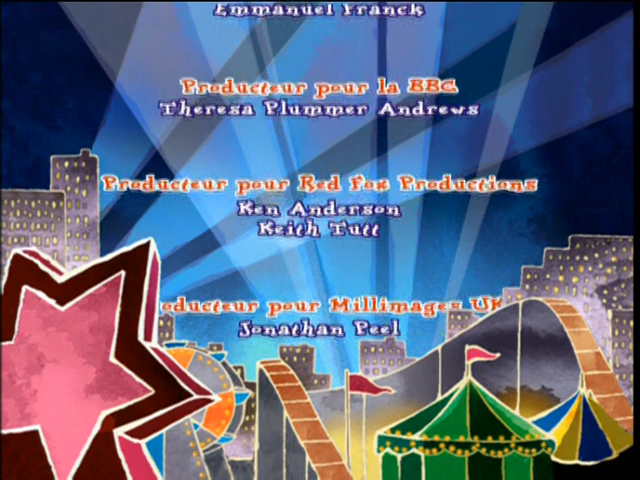 Emmanuel Franck
Producteur pour la BBC
Theresa Plummer Andrews
Producteur pour Red Fox Productions
Ken Anderson
Keith Tutt
oducteur pour Millimages UK
Jonathan Peel